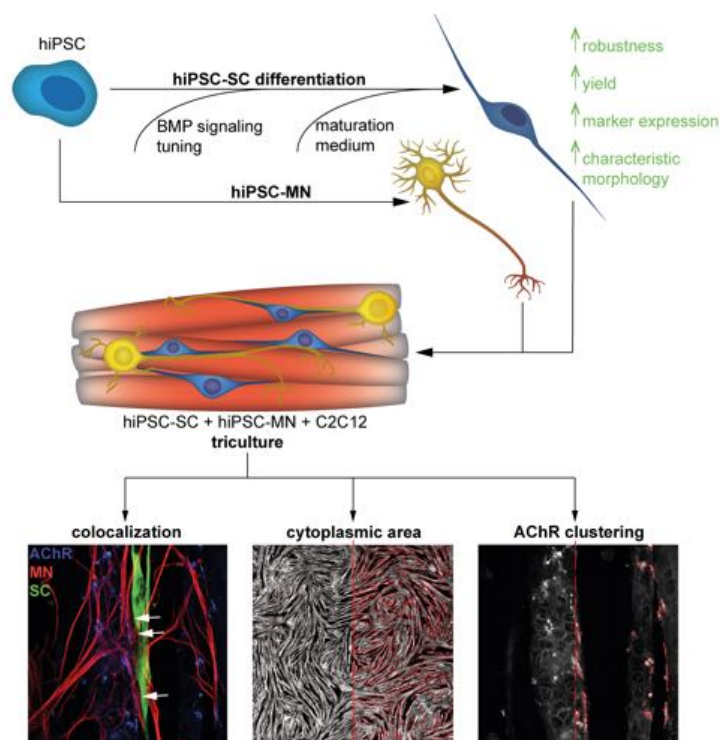 hiPSC
hiPSC-SC differentiation
BMP signaling
tuning
maturation
medium
↑ robustness
↑ yield
↑ marker expression
↑ characteristic
morphology
hiPSC-MN
hiPSC-SC + hiPSC-MN + C2C12
triculture
colocalization
cytoplasmic area
AChR clustering
AChR
MN
SC